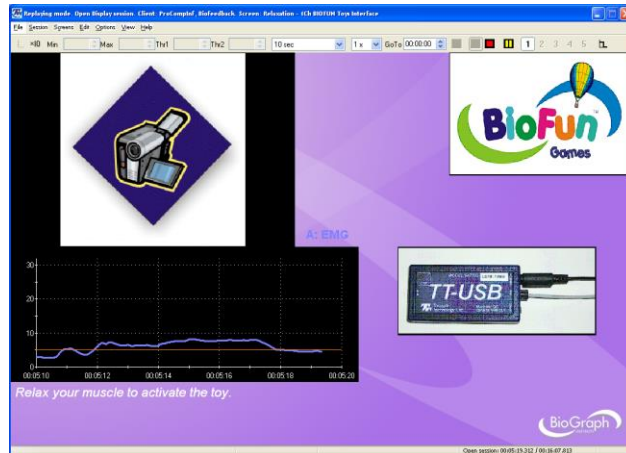 Replaying mode. Open Display session. Client: ProCompInf, Biofeedback. Screen: Relaxation - 1Ch BIOFUN Toys Interface
File Session Screens Edit Options View Help
×10 Min Max Thr1 Thr2 10 sec 1 x GoTo 00:00:00 1 2 3 4 5
BioFun
Games
A: EMG
TT-USB
30
20
10
0
00:05:10 00:05:12 00:05:14 00:05:16 00:05:18 00:05:20
Relax your muscle to activate the toy.
BioGraph
Open session: 00:05:19.312 / 00:16:07.813